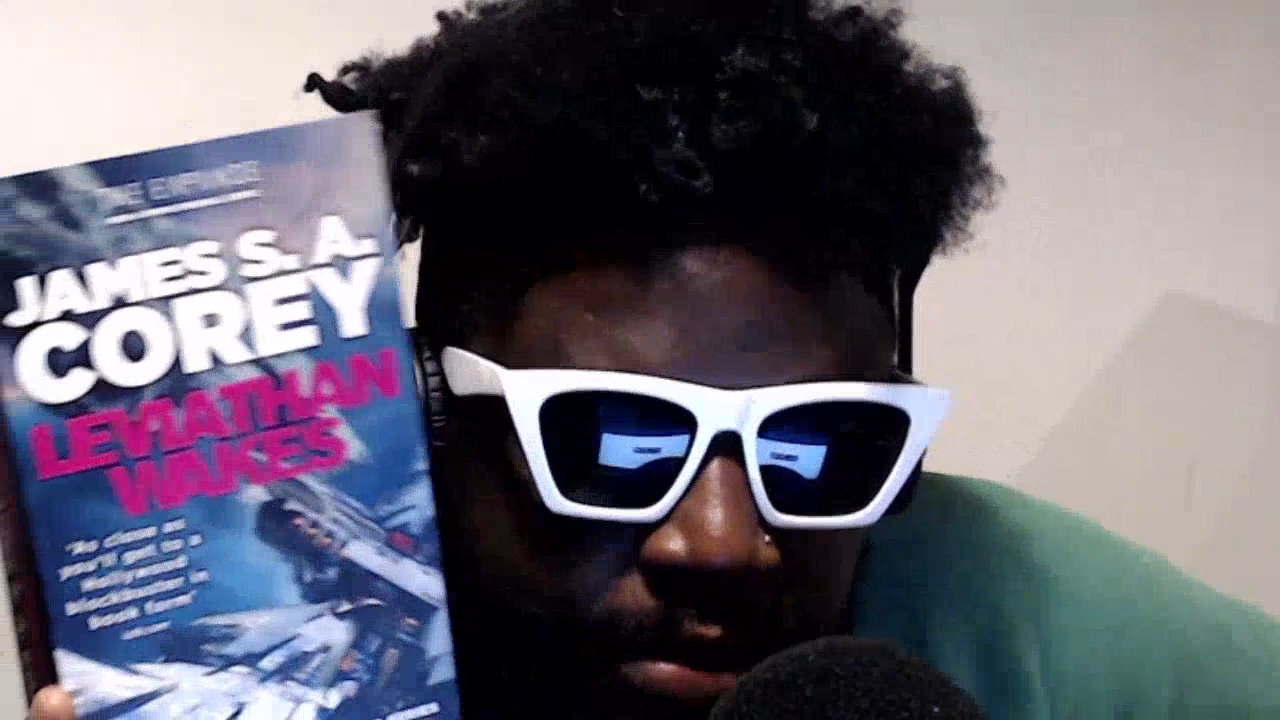 THE EXPANSE
JAMES S. A.
COREY
LEVIATHAN
WAKES
"As close as
you'll get to a
Hollywood
blockbuster in
book form"